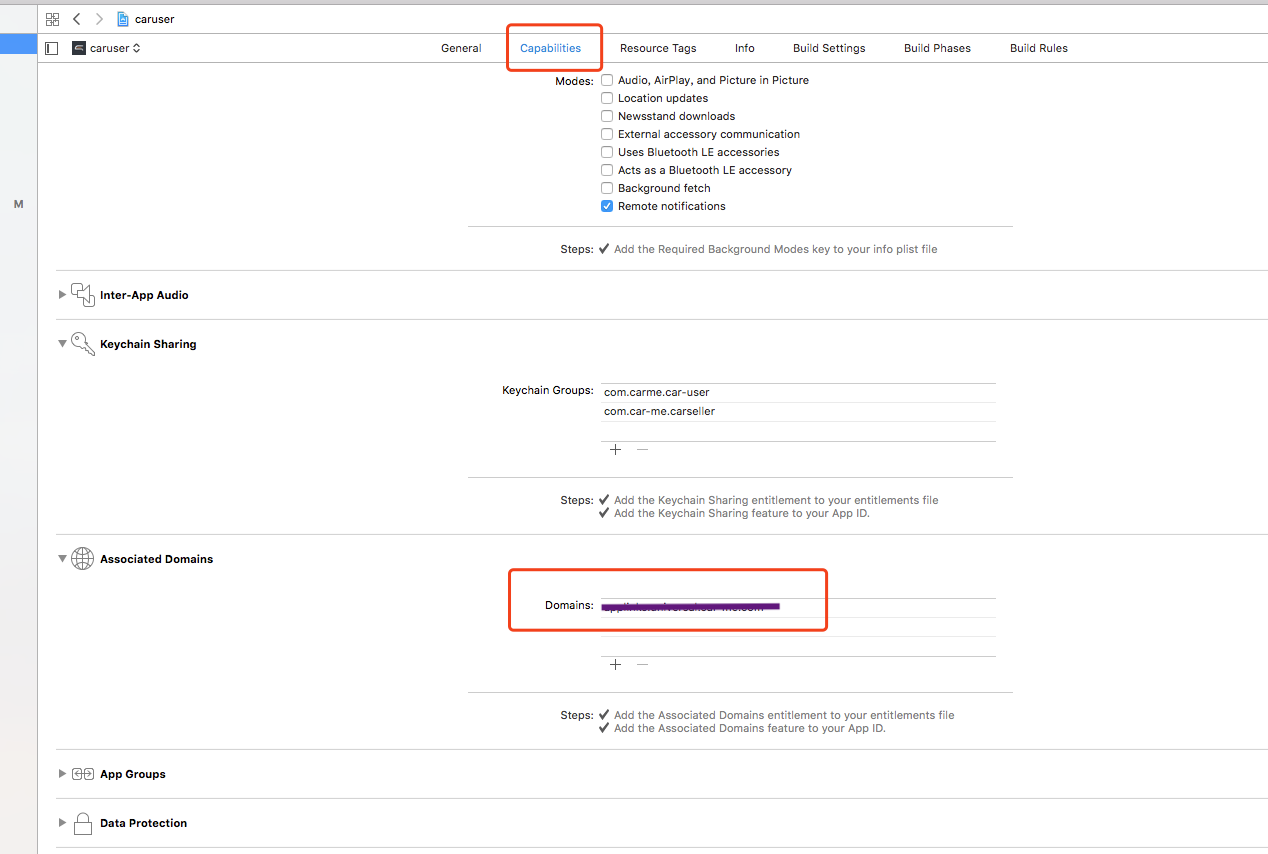 caruser
caruser
General Capabilities Resource Tags Info Build Settings Build Phases Build Rules
Modes: Audio, AirPlay, and Picture in Picture
Location updates
Newsstand downloads
External accessory communication
Uses Bluetooth LE accessories
Acts as a Bluetooth LE accessory
M
Background fetch
Remote notifications
Steps: ✔ Add the Required Background Modes key to your info plist file
Inter-App Audio
Keychain Sharing
Keychain Groups: com.carme.car-user
com.car-me.carseller
Steps: ✔ Add the Keychain Sharing entitlement to your entitlements file
✔ Add the Keychain Sharing feature to your App ID.
Associated Domains
Domains:
Steps: ✔ Add the Associated Domains entitlement to your entitlements file
✔ Add the Associated Domains feature to your App ID.
App Groups
Data Protection